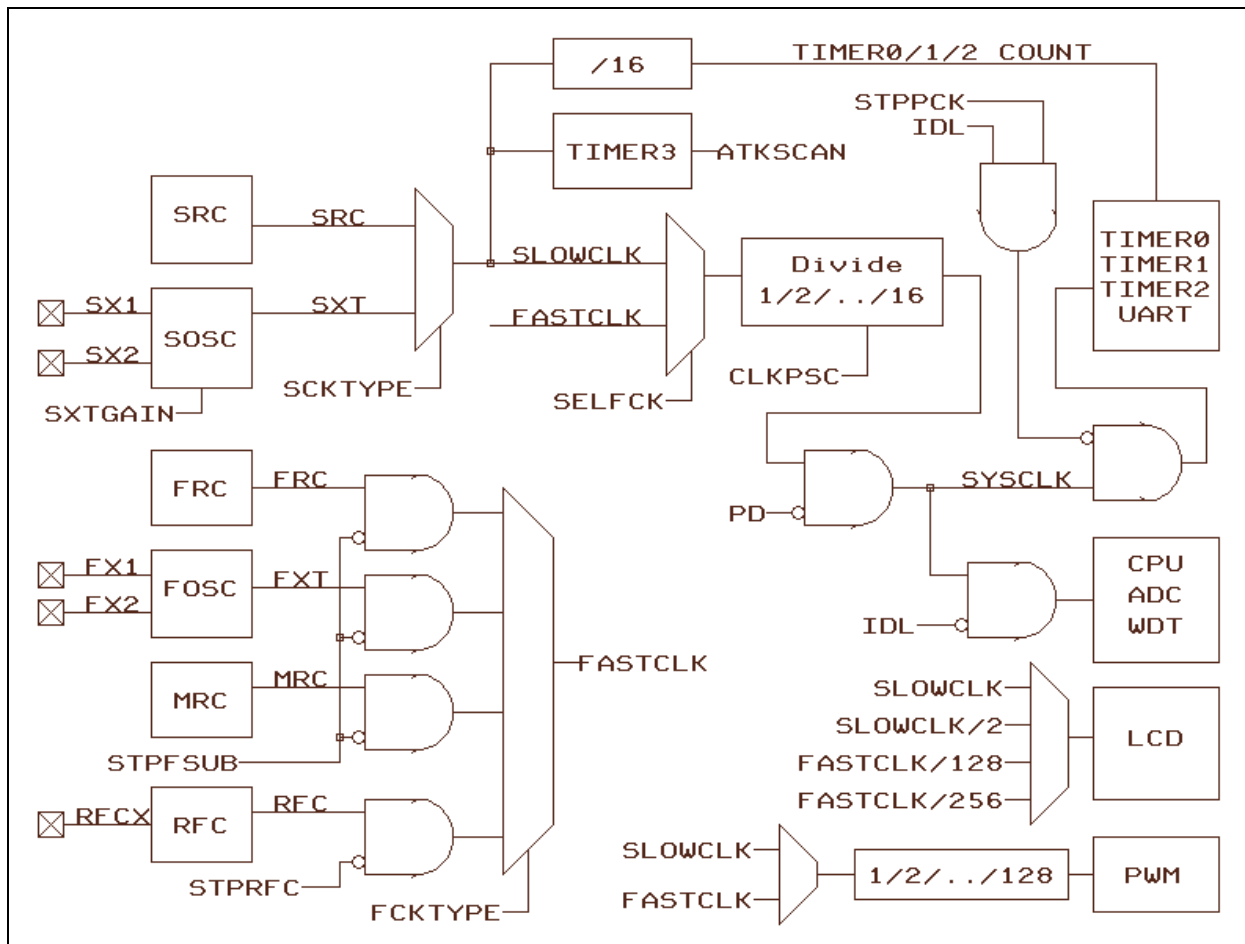 /16
TIMER0/1/2 COUNT
STPPCK
IDL
TIMER3
ATKSCAN
SRC
SRC
SLOWCLK
FASTCLK
Divide
1/2/../16
TIMER0
TIMER1
TIMER2
UART
SX1
SX2
SOSC
SXT
SXTGAIN
SCKTYPE
SELFCK
CLKPSC
FRC
FRC
PD
SYSCLK
FX1
FX2
FOSC
FXT
CPU
ADC
WDT
IDL
MRC
MRC
FASTCLK
STPFSUB
SLOWCLK
SLOWCLK/2
FASTCLK/128
FASTCLK/256
LCD
RFCX
RFC
RFC
STPRFC
FCKTYPE
SLOWCLK
FASTCLK
1/2/../128
PWM